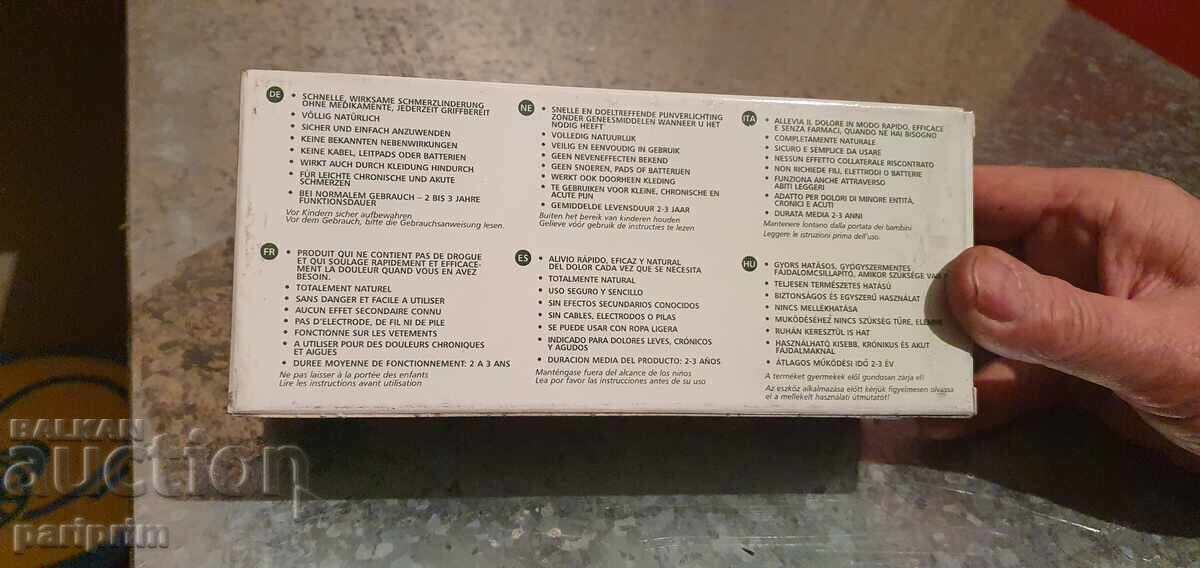 DE
• SCHNELLE, WIRKSAME SCHMERZLINDERUNG
OHNE MEDIKAMENTE, JEDERZEIT GRIFFBEREIT
• VÖLLIG NATÜRLICH
• SICHER UND EINFACH ANZUWENDEN
• KEINE BEKANNTEN NEBENWIRKUNGEN
• KEINE KABEL, LEITPADS ODER BATTERIEN
• WIRKT AUCH DURCH KLEIDUNG HINDURCH
• FÜR LEICHTE CHRONISCHE UND AKUTE
SCHMERZEN
• BEI NORMALEM GEBRAUCH – 2 BIS 3 JAHRE
FUNKTIONSDAUER
Vor Kindern sicher aufbewahren
Vor dem Gebrauch, bitte die Gebrauchsanweisung lesen.
NE
• SNELLE EN DOELTREFFENDE PIJNVERLICHTING
ZONDER GENEESMIDDELEN WANNEER U HET
NODIG HEEFT
• VOLLEDIG NATUURLIJK
• VEILIG EN EENVOUDIG IN GEBRUIK
• GEEN NEVENEFFECTEN BEKEND
• GEEN SNOEREN, PADS OF BATTERIJEN
• WERKT OOK DOORHEEN KLEDING
• TE GEBRUIKEN VOOR KLEINE, CHRONISCHE EN
ACUTE PIJN
• GEMIDDELDE LEVENSDUUR 2-3 JAAR
Buiten het bereik van kinderen houden
Gelieve vóór gebruik de instructies te lezen
ITA
• ALLEVIA IL DOLORE IN MODO RAPIDO, EFFICACE
E SENZA FARMACI, QUANDO NE HAI BISOGNO
• COMPLETAMENTE NATURALE
• SICURO E SEMPLICE DA USARE
• NESSUN EFFETTO COLLATERALE RISCONTRATO
• NON RICHIEDE FILI, ELETTRODI O BATTERIE
• FUNZIONA ANCHE ATTRAVERSO
ABITI LEGGERI
• ADATTO PER DOLORI DI MINORE ENTITÀ,
CRONICI E ACUTI
• DURATA MEDIA 2-3 ANNI
Mantenere lontano dalla portata dei bambini
Leggere le istruzioni prima dell'uso.
FR
• PRODUIT QUI NE CONTIENT PAS DE DROGUE
ET QUI SOULAGE RAPIDEMENT ET EFFICACE-
MENT LA DOULEUR QUAND VOUS EN AVEZ
BESOIN.
• TOTALEMENT NATUREL
• SANS DANGER ET FACILE A UTILISER
• AUCUN EFFET SECONDAIRE CONNU
• PAS D'ELECTRODE, DE FIL NI DE PILE
• FONCTIONNE SUR LES VETEMENTS
• A UTILISER POUR DES DOULEURS CHRONIQUES
ET AIGUES
• DUREE MOYENNE DE FONCTIONNEMENT: 2 A 3 ANS
Ne pas laisser à la portée des enfants
Lire les instructions avant utilisation
ES
• ALIVIO RÁPIDO, EFICAZ Y NATURAL
DEL DOLOR CADA VEZ QUE SE NECESITA
• TOTALMENTE NATURAL
• USO SEGURO Y SENCILLO
• SIN EFECTOS SECUNDARIOS CONOCIDOS
• SIN CABLES, ELECTRODOS O PILAS
• SE PUEDE USAR CON ROPA LIGERA
• INDICADO PARA DOLORES LEVES, CRÓNICOS
Y AGUDOS
• DURACION MEDIA DEL PRODUCTO: 2-3 AÑOS
Manténgase fuera del alcance de los niños
Lea por favor las instrucciones antes de su uso
HU
• GYORS HATÁSOS, GYÓGYSZERMENTES
FÁJDALOMCSILLAPÍTÓ, AMIKOR SZÜKSÉGE VAN
• TELJESEN TERMÉSZETES HATÁSÚ
• BIZTONSÁGOS ÉS EGYSZERŰ HASZNÁLAT
• NINCS MELLÉKHATÁSA
• MŰKÖDÉSÉHEZ NINCS SZÜKSÉG TŰRE, ELEMRE
• RUHÁN KERESZTÜL IS HAT
• HASZNÁLHATÓ KISEBB, KRÓNIKUS ÉS AKUT
FÁJDALMAKNÁL
• ÁTLAGOS MŰKÖDÉSI IDŐ 2-3 ÉV
A terméket gyermekek elől gondosan zárja el!
Az eszköz alkalmazása előtt kérjük figyelmesen olvassa
el a mellékelt használati útmutatót!
BALKAN
auction
pariprim